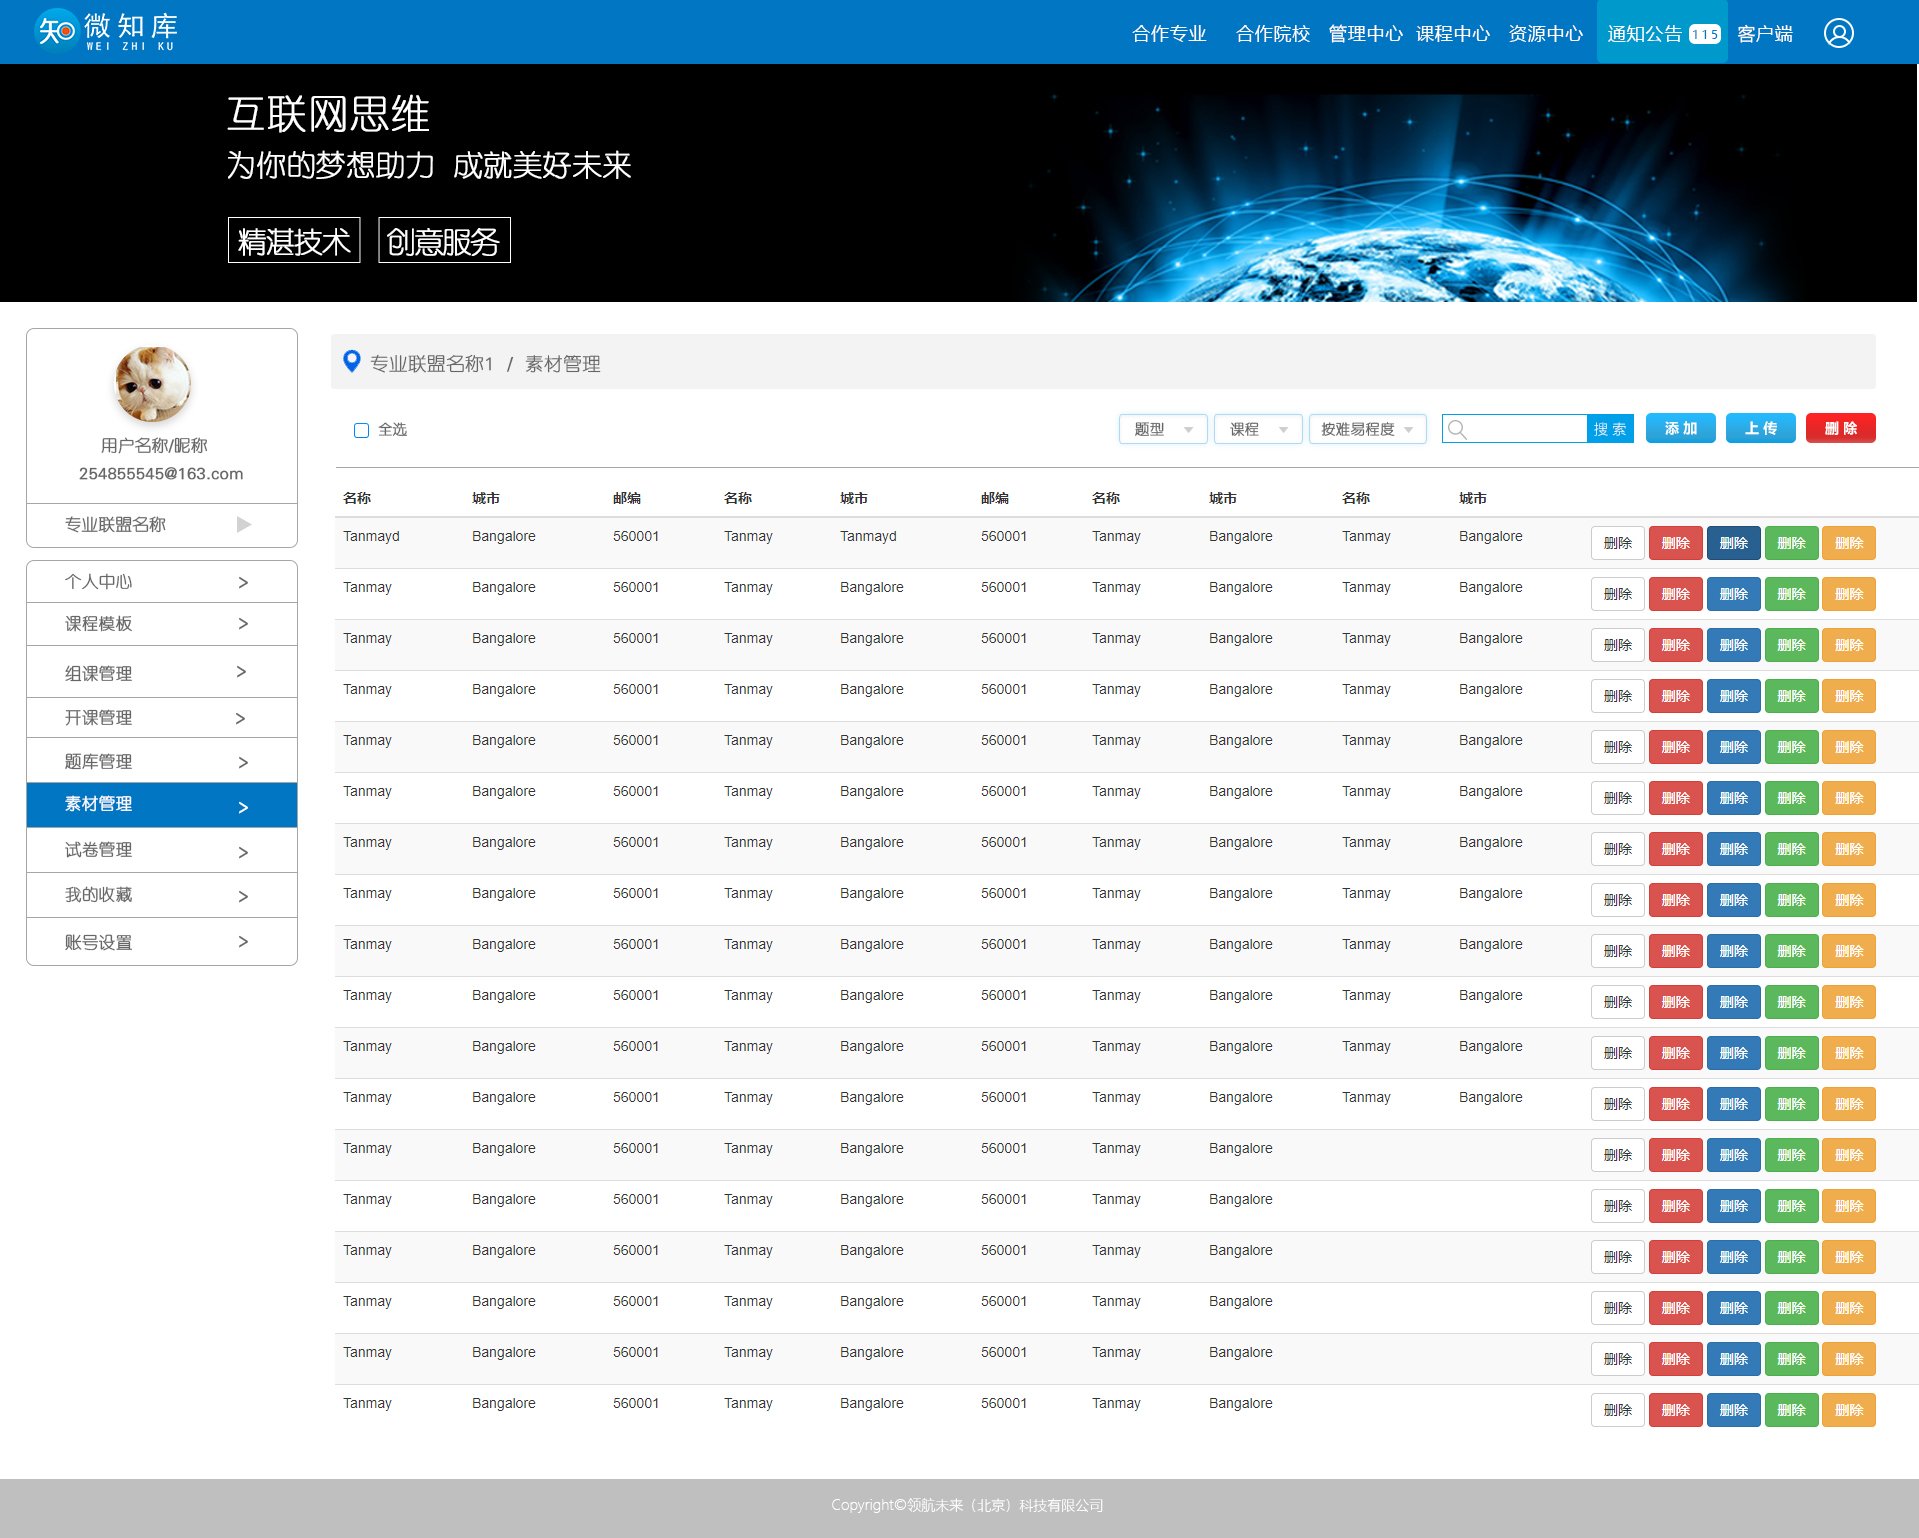 知 微知库 WEI ZHI KU 合作专业 合作院校 管理中心 课程中心 资源中心 通知公告 115 客户端
互联网思维
为你的梦想助力 成就美好未来
精湛技术 创意服务
用户名称/昵称
254855545@163.com
专业联盟名称
个人中心 >
课程模板 >
组课管理 >
开课管理 >
题库管理 >
素材管理 >
试卷管理 >
我的收藏 >
账号设置 >
专业联盟名称1 / 素材管理
全选 题型 课程 按难易程度 搜索 添加 上传 删除
名称 城市 邮编 名称 城市 邮编 名称 城市 名称 城市
Tanmayd Bangalore 560001 Tanmay Tanmayd 560001 Tanmay Bangalore Tanmay Bangalore 删除 删除 删除 删除 删除
Tanmay Bangalore 560001 Tanmay Bangalore 560001 Tanmay Bangalore Tanmay Bangalore 删除 删除 删除 删除 删除
Tanmay Bangalore 560001 Tanmay Bangalore 560001 Tanmay Bangalore Tanmay Bangalore 删除 删除 删除 删除 删除
Tanmay Bangalore 560001 Tanmay Bangalore 560001 Tanmay Bangalore Tanmay Bangalore 删除 删除 删除 删除 删除
Tanmay Bangalore 560001 Tanmay Bangalore 560001 Tanmay Bangalore Tanmay Bangalore 删除 删除 删除 删除 删除
Tanmay Bangalore 560001 Tanmay Bangalore 560001 Tanmay Bangalore Tanmay Bangalore 删除 删除 删除 删除 删除
Tanmay Bangalore 560001 Tanmay Bangalore 560001 Tanmay Bangalore Tanmay Bangalore 删除 删除 删除 删除 删除
Tanmay Bangalore 560001 Tanmay Bangalore 560001 Tanmay Bangalore Tanmay Bangalore 删除 删除 删除 删除 删除
Tanmay Bangalore 560001 Tanmay Bangalore 560001 Tanmay Bangalore Tanmay Bangalore 删除 删除 删除 删除 删除
Tanmay Bangalore 560001 Tanmay Bangalore 560001 Tanmay Bangalore Tanmay Bangalore 删除 删除 删除 删除 删除
Tanmay Bangalore 560001 Tanmay Bangalore 560001 Tanmay Bangalore Tanmay Bangalore 删除 删除 删除 删除 删除
Tanmay Bangalore 560001 Tanmay Bangalore 560001 Tanmay Bangalore Tanmay Bangalore 删除 删除 删除 删除 删除
Tanmay Bangalore 560001 Tanmay Bangalore 560001 Tanmay Bangalore 删除 删除 删除 删除 删除
Tanmay Bangalore 560001 Tanmay Bangalore 560001 Tanmay Bangalore 删除 删除 删除 删除 删除
Tanmay Bangalore 560001 Tanmay Bangalore 560001 Tanmay Bangalore 删除 删除 删除 删除 删除
Tanmay Bangalore 560001 Tanmay Bangalore 560001 Tanmay Bangalore 删除 删除 删除 删除 删除
Tanmay Bangalore 560001 Tanmay Bangalore 560001 Tanmay Bangalore 删除 删除 删除 删除 删除
Tanmay Bangalore 560001 Tanmay Bangalore 560001 Tanmay Bangalore 删除 删除 删除 删除 删除
Copyright©领航未来（北京）科技有限公司